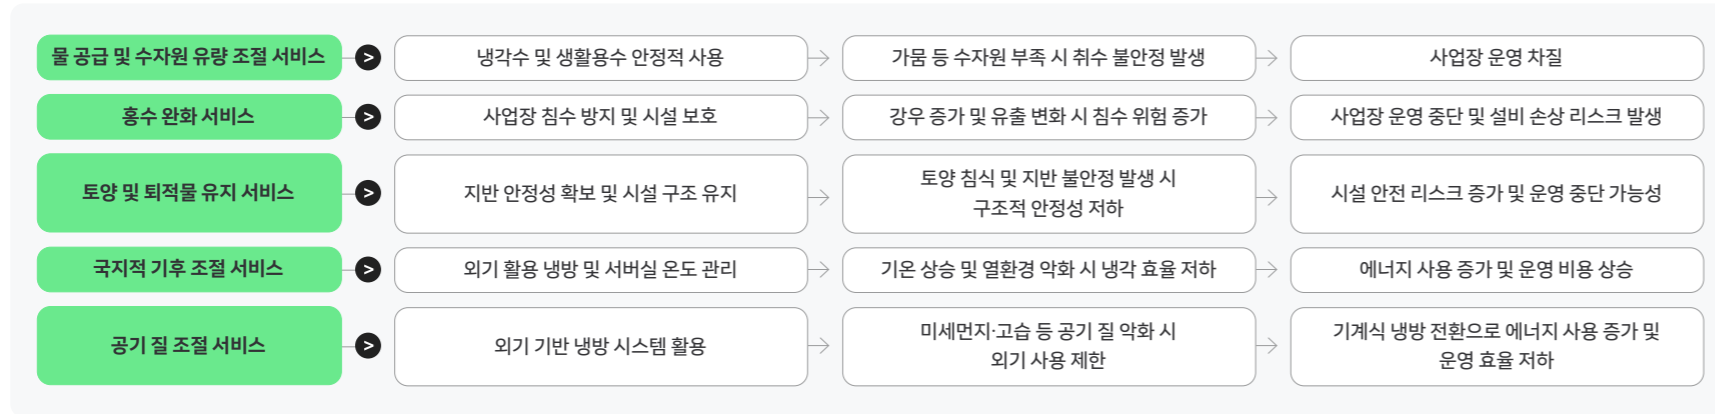 물 공급 및 수자원 유량 조절 서비스 > 냉각수 및 생활용수 안정적 사용 → 가뭄 등 수자원 부족 시 취수 불안정 발생 → 사업장 운영 차질
홍수 완화 서비스 > 사업장 침수 방지 및 시설 보호 → 강우 증가 및 유출 변화 시 침수 위험 증가 → 사업장 운영 중단 및 설비 손상 리스크 발생
토양 및 퇴적물 유지 서비스 > 지반 안정성 확보 및 시설 구조 유지 → 토양 침식 및 지반 불안정 발생 시
구조적 안정성 저하 → 시설 안전 리스크 증가 및 운영 중단 가능성
국지적 기후 조절 서비스 > 외기 활용 냉방 및 서버실 온도 관리 → 기온 상승 및 열환경 악화 시 냉각 효율 저하 → 에너지 사용 증가 및 운영 비용 상승
공기 질 조절 서비스 > 외기 기반 냉방 시스템 활용 → 미세먼지·고습 등 공기 질 악화 시
외기 사용 제한 → 기계식 냉방 전환으로 에너지 사용 증가 및
운영 효율 저하